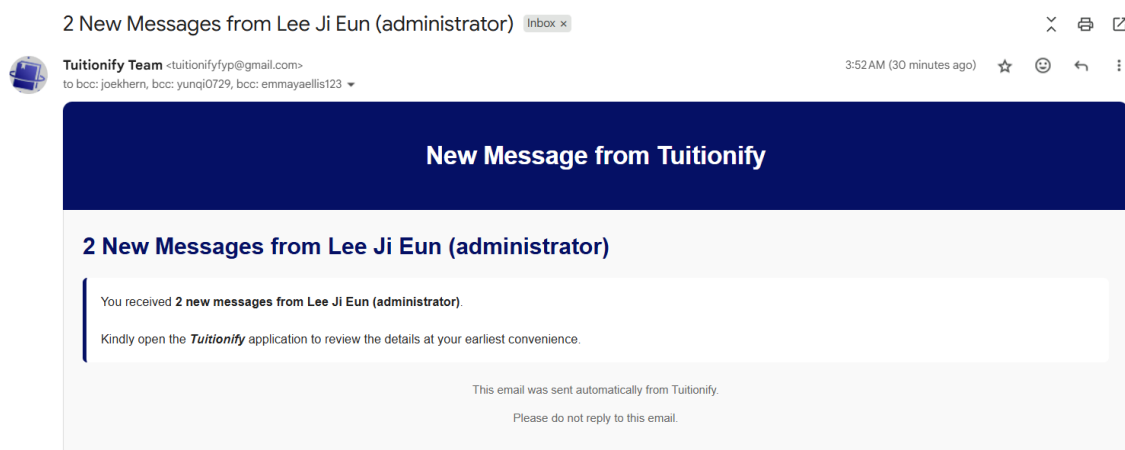 2 New Messages from Lee Ji Eun (administrator) Inbox ×
Tuitionify Team <tuitionifyfyp@gmail.com> 3:52 AM (30 minutes ago)
to bcc: joekhern, bcc: yunqi0729, bcc: emmayaellis123
New Message from Tuitionify
2 New Messages from Lee Ji Eun (administrator)
You received 2 new messages from Lee Ji Eun (administrator).
Kindly open the Tuitionify application to review the details at your earliest convenience.
This email was sent automatically from Tuitionify.
Please do not reply to this email.